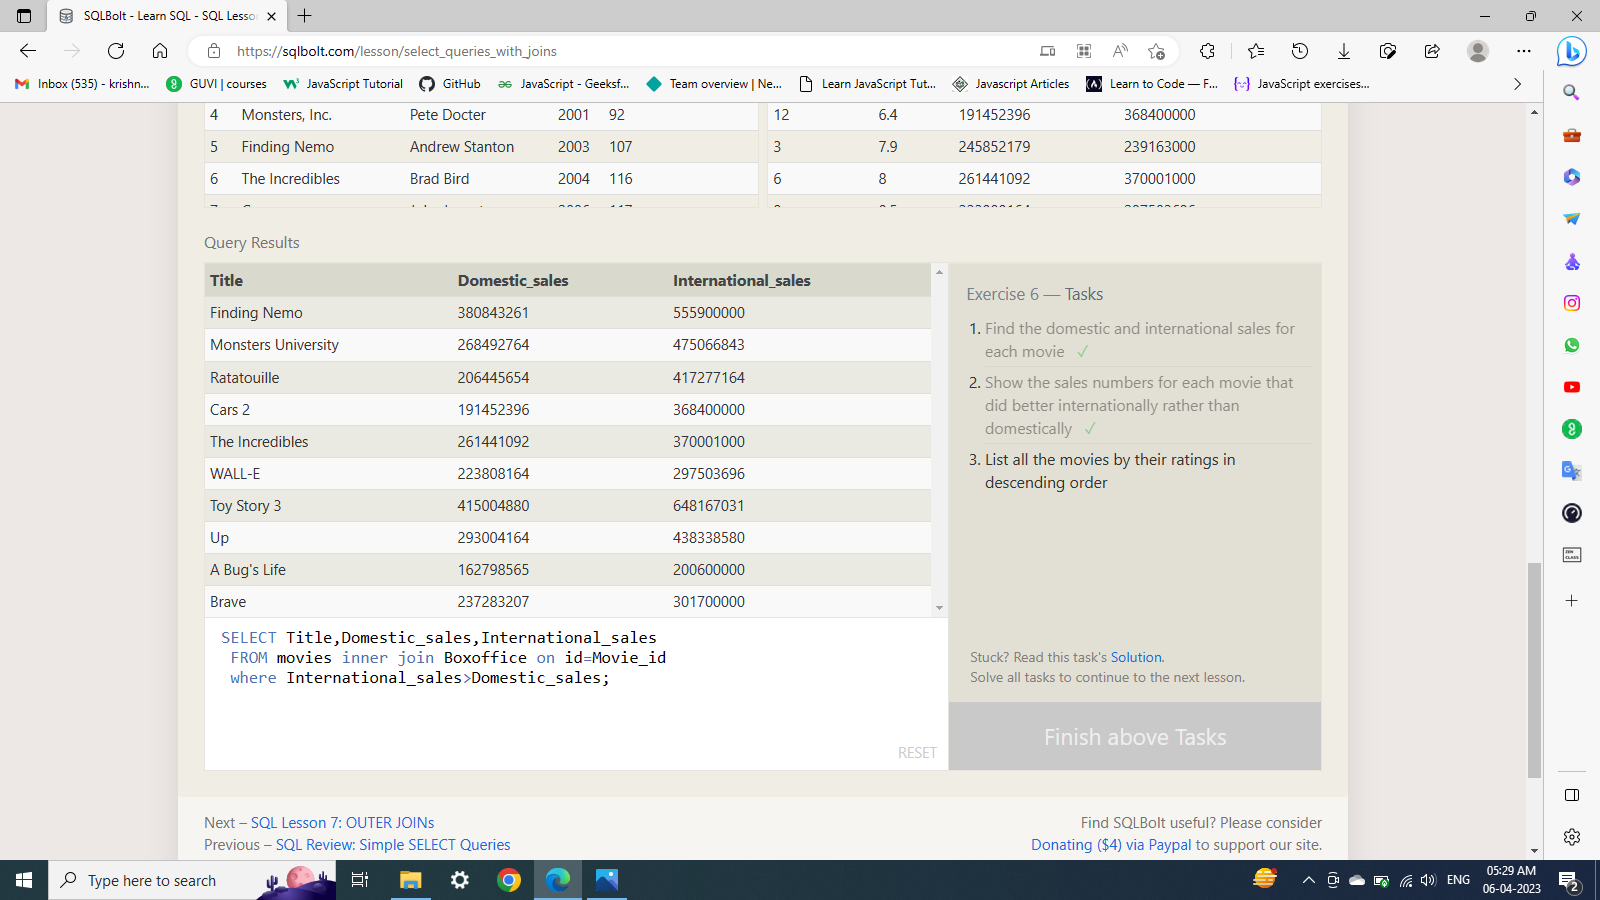 SQLBolt - Learn SQL - SQL Lesso
https://sqlbolt.com/lesson/select_queries_with_joins
Inbox (535) - krishn...
GUVI | courses
JavaScript Tutorial
GitHub
JavaScript - Geeksf...
Team overview | Ne...
Learn JavaScript Tut...
Javascript Articles
Learn to Code — F...
JavaScript exercises...
4 Monsters, Inc. Pete Docter 2001 92
12 6.4 191452396 368400000
5 Finding Nemo Andrew Stanton 2003 107
3 7.9 245852179 239163000
6 The Incredibles Brad Bird 2004 116
6 8 261441092 370001000
Query Results
Title Domestic_sales International_sales
Finding Nemo 380843261 555900000
Monsters University 268492764 475066843
Ratatouille 206445654 417277164
Cars 2 191452396 368400000
The Incredibles 261441092 370001000
WALL-E 223808164 297503696
Toy Story 3 415004880 648167031
Up 293004164 438338580
A Bug's Life 162798565 200600000
Brave 237283207 301700000
SELECT Title,Domestic_sales,International_sales
FROM movies inner join Boxoffice on id=Movie_id
where International_sales>Domestic_sales;
RESET
Exercise 6 — Tasks
1. Find the domestic and international sales for
each movie ✓
2. Show the sales numbers for each movie that
did better internationally rather than
domestically ✓
3. List all the movies by their ratings in
descending order
Stuck? Read this task's Solution.
Solve all tasks to continue to the next lesson.
Finish above Tasks
Next – SQL Lesson 7: OUTER JOINs
Previous – SQL Review: Simple SELECT Queries
Find SQLBolt useful? Please consider
Donating ($4) via Paypal to support our site.
Type here to search
ENG
05:29 AM
06-04-2023
2